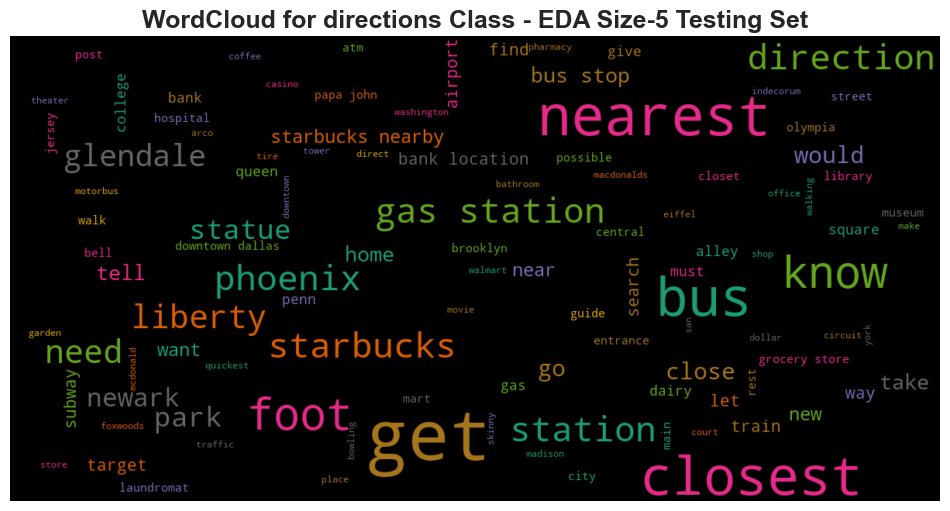 WordCloud for directions Class - EDA Size-5 Testing Set
post
coffee
atm
find
pharmacy
give
direction
airport
bus stop
theater
college
casino
papa john
nearest
indecorum
street
bank
washington
hospital
jersey
arco
starbucks nearby
olympia
glendale
tire
tower
direct
bank location
possible
would
queen
downtown
bathroom
macdonalds
closet
library
motorbus
walking
office
walk
statue
gas station
eiffel
museum
make
central
square
downtown dallas
bell
home
brooklyn
alley
shop
tell
phoenix
walmart
near
search
must
know
bus
penn
liberty
movie
guide
san
garden
entrance
dollar
circuit
york
need
want
starbucks
quickest
mcdonald
go
close
grocery store
subway
newark
park
foot
mart
gas
dairy
rest
way
take
let
new
foxwoods
traffic
bowling
get
skinny
station
main
court
train
store
target
madison
place
city
closest
laundromat